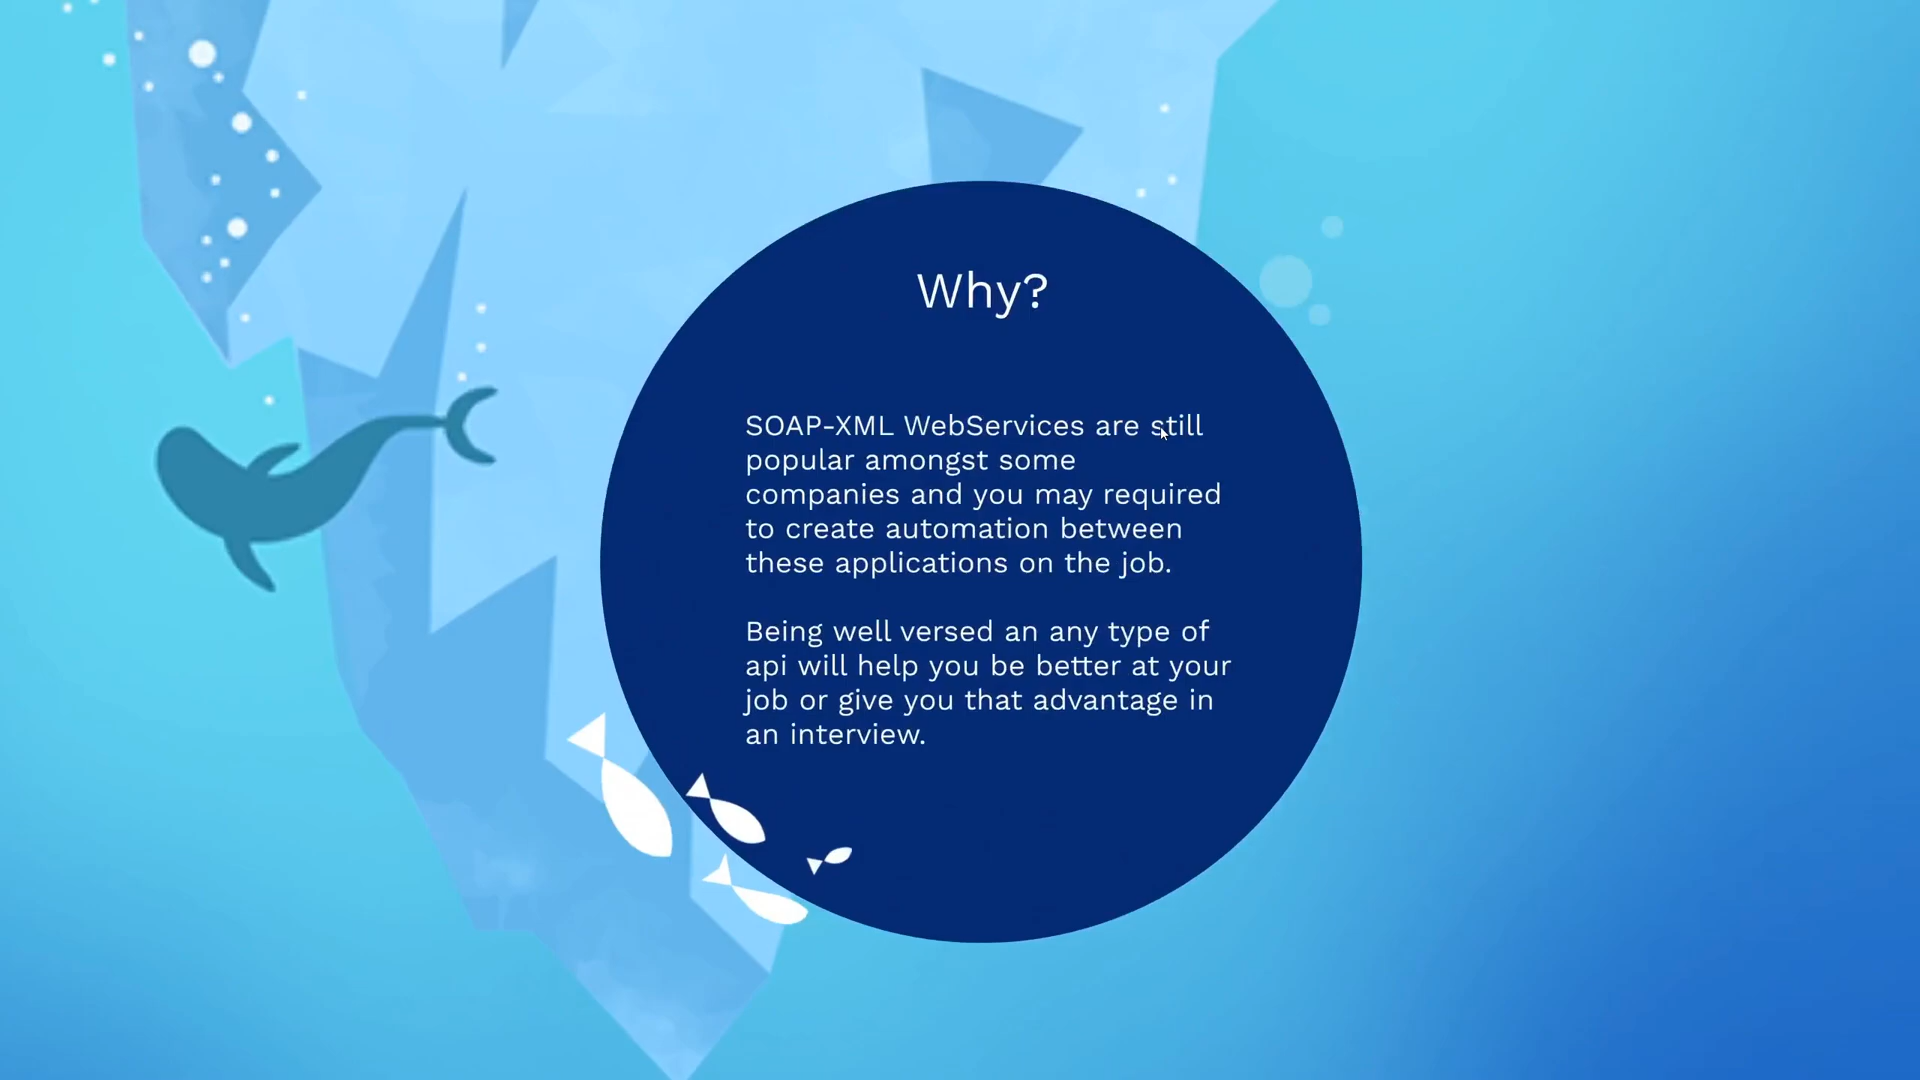 Why?
SOAP-XML WebServices are still
popular amongst some
companies and you may required
to create automation between
these applications on the job.
Being well versed an any type of
api will help you be better at your
job or give you that advantage in
an interview.